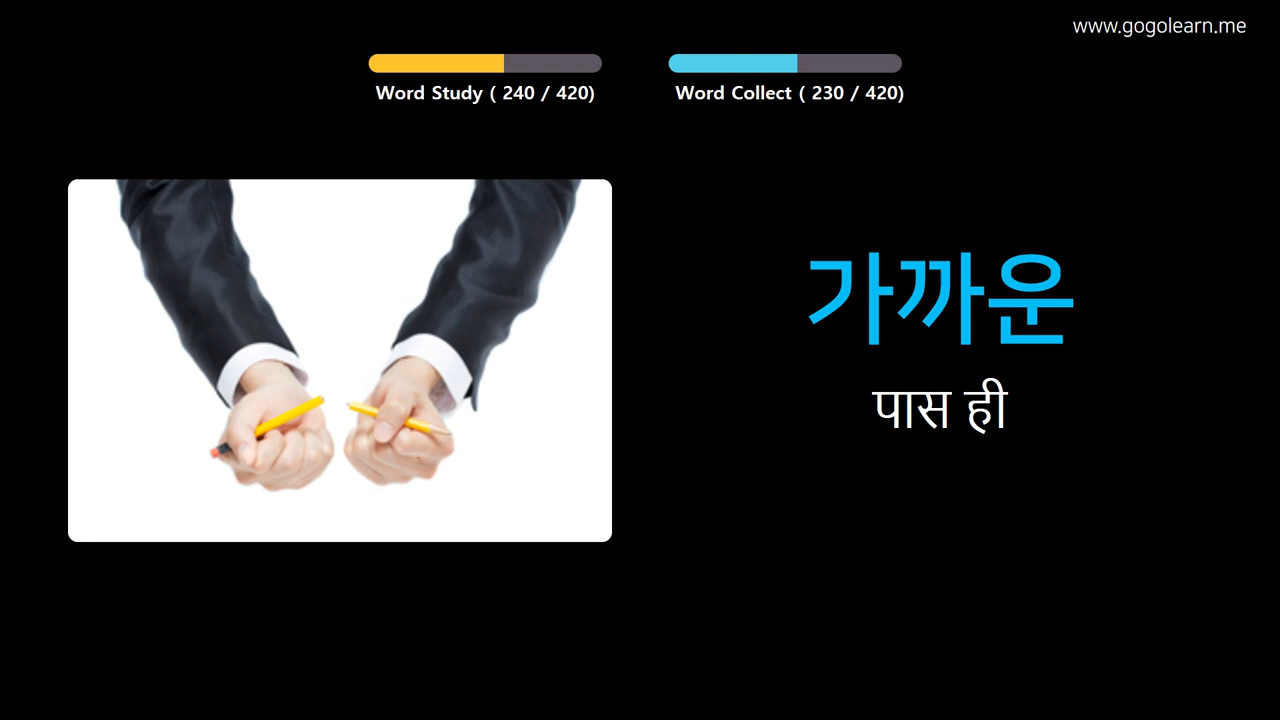 www.gogolearn.me
Word Study ( 240 / 420)
Word Collect ( 230 / 420)
가까운
पास ही